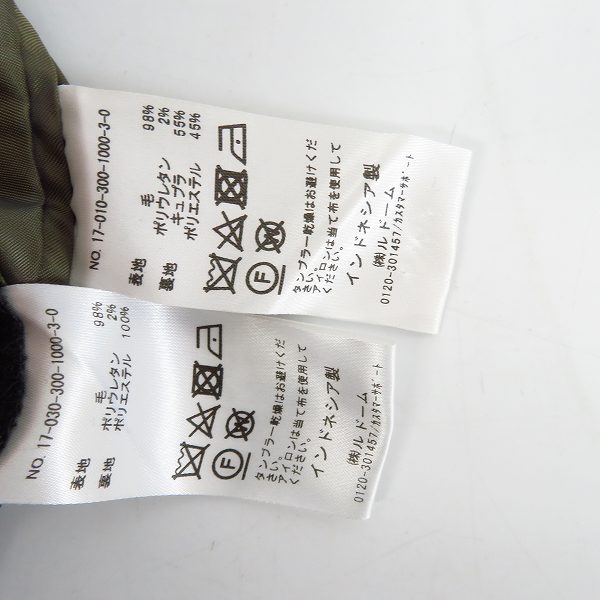 NO. 17-010-300-1000-3-0
表地 毛 98%
ポリウレタン 2%
裏地 キュプラ 55%
ポリエステル 45%
F W
タンブラー乾燥はお避けくだ
さい。
アイロンは当て布を使用して
ください。
インドネシア製
㈱ルドーム
0120-301457/カスタマーサポート
NO. 17-030-300-1000-3-0
表地 毛 98%
ポリウレタン 2%
裏地 ポリエステル 100%
F W
タンブラー乾燥はお避けくだ
さい。
アイロンは当て布を使用して
ください。
インドネシア製
㈱ルドーム
0120-301457/カスタマーサポート